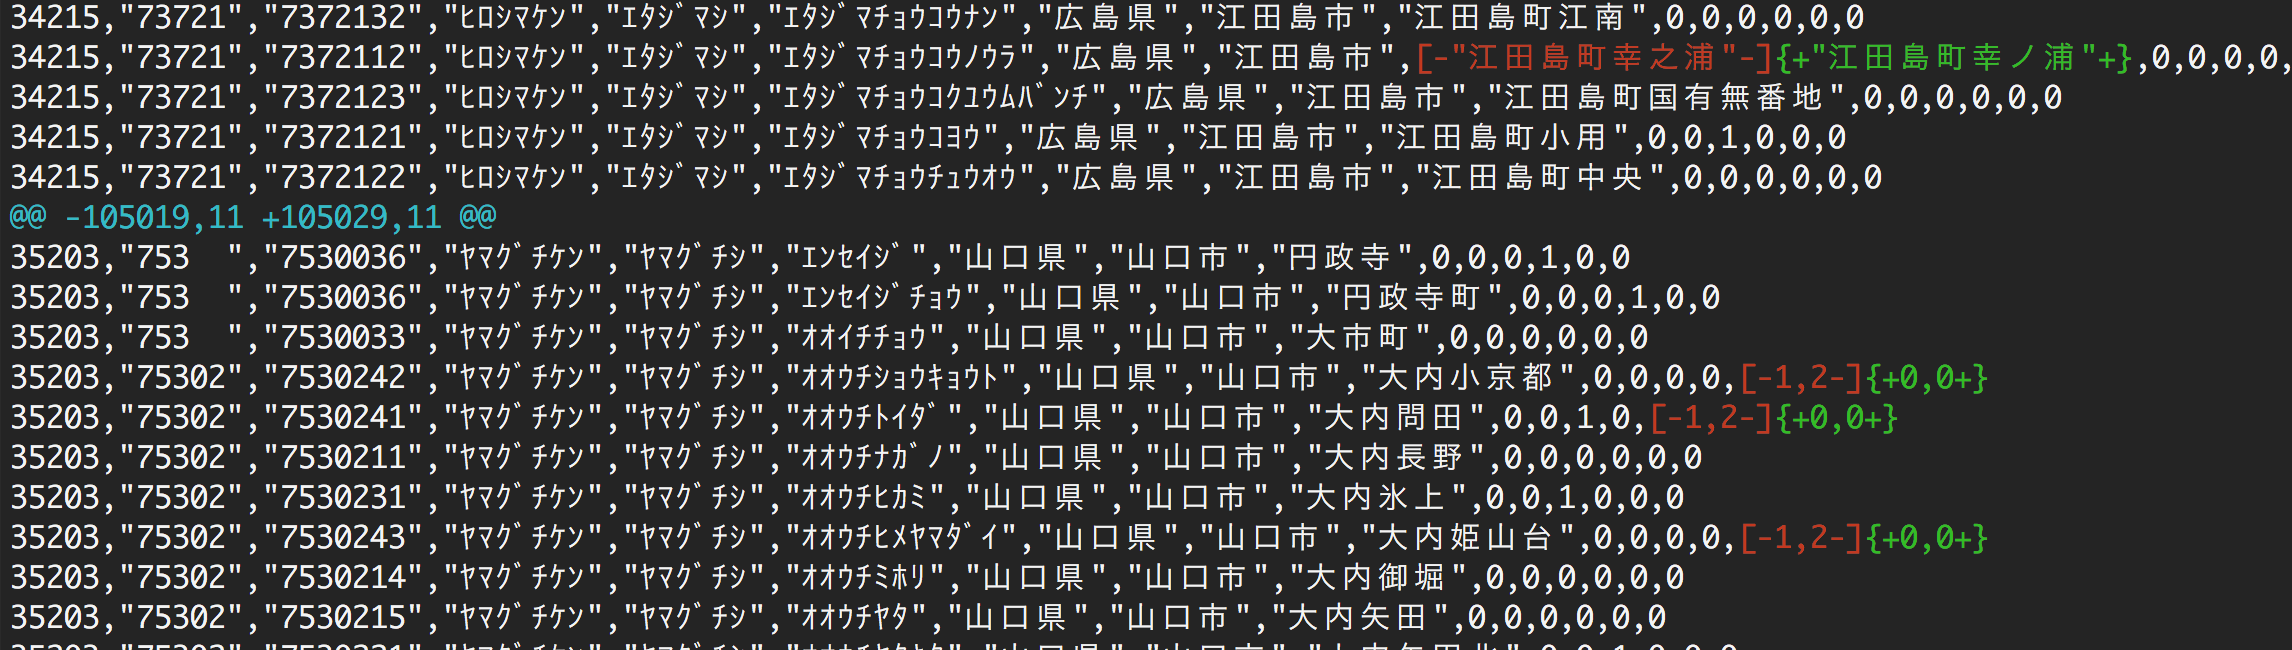 34215,"73721","7372132","ﾋﾛｼﾏｹﾝ","ｴﾀｼﾞﾏｼ","ｴﾀｼﾞﾏﾁｮｳｺｳﾅﾝ","広島県","江田島市","江田島町江南",0,0,0,0,0,0
34215,"73721","7372112","ﾋﾛｼﾏｹﾝ","ｴﾀｼﾞﾏｼ","ｴﾀｼﾞﾏﾁｮｳｺｳﾉｳﾗ","広島県","江田島市",[-"江田島町幸之浦"-]{+"江田島町幸ノ浦"+},0,0,0,0,
34215,"73721","7372123","ﾋﾛｼﾏｹﾝ","ｴﾀｼﾞﾏｼ","ｴﾀｼﾞﾏﾁｮｳｺｸﾕｳﾑﾊﾞﾝﾁ","広島県","江田島市","江田島町国有無番地",0,0,0,0,0,0
34215,"73721","7372121","ﾋﾛｼﾏｹﾝ","ｴﾀｼﾞﾏｼ","ｴﾀｼﾞﾏﾁｮｳｺﾖｳ","広島県","江田島市","江田島町小用",0,0,1,0,0,0
34215,"73721","7372122","ﾋﾛｼﾏｹﾝ","ｴﾀｼﾞﾏｼ","ｴﾀｼﾞﾏﾁｮｳﾁｭｳｵｳ","広島県","江田島市","江田島町中央",0,0,0,0,0,0
@@ -105019,11 +105029,11 @@
35203,"753  ","7530036","ﾔﾏｸﾞﾁｹﾝ","ﾔﾏｸﾞﾁｼ","ｴﾝｾｲｼﾞ","山口県","山口市","円政寺",0,0,0,1,0,0
35203,"753  ","7530036","ﾔﾏｸﾞﾁｹﾝ","ﾔﾏｸﾞﾁｼ","ｴﾝｾｲｼﾞﾁｮｳ","山口県","山口市","円政寺町",0,0,0,1,0,0
35203,"753  ","7530033","ﾔﾏｸﾞﾁｹﾝ","ﾔﾏｸﾞﾁｼ","ｵｵｲﾁﾁｮｳ","山口県","山口市","大市町",0,0,0,0,0,0
35203,"75302","7530242","ﾔﾏｸﾞﾁｹﾝ","ﾔﾏｸﾞﾁｼ","ｵｵｳﾁｼｮｳｷｮｳﾄ","山口県","山口市","大内小京都",0,0,0,0,[-1,2-]{+0,0+}
35203,"75302","7530241","ﾔﾏｸﾞﾁｹﾝ","ﾔﾏｸﾞﾁｼ","ｵｵｳﾁﾄｲﾀﾞ","山口県","山口市","大内問田",0,0,1,0,[-1,2-]{+0,0+}
35203,"75302","7530211","ﾔﾏｸﾞﾁｹﾝ","ﾔﾏｸﾞﾁｼ","ｵｵｳﾁﾅｶﾞﾉ","山口県","山口市","大内長野",0,0,0,0,0,0
35203,"75302","7530231","ﾔﾏｸﾞﾁｹﾝ","ﾔﾏｸﾞﾁｼ","ｵｵｳﾁﾋｶﾐ","山口県","山口市","大内氷上",0,0,1,0,0,0
35203,"75302","7530243","ﾔﾏｸﾞﾁｹﾝ","ﾔﾏｸﾞﾁｼ","ｵｵｳﾁﾋﾒﾔﾏﾀﾞｲ","山口県","山口市","大内姫山台",0,0,0,0,[-1,2-]{+0,0+}
35203,"75302","7530214","ﾔﾏｸﾞﾁｹﾝ","ﾔﾏｸﾞﾁｼ","ｵｵｳﾁﾐﾎﾘ","山口県","山口市","大内御堀",0,0,0,0,0,0
35203,"75302","7530215","ﾔﾏｸﾞﾁｹﾝ","ﾔﾏｸﾞﾁｼ","ｵｵｳﾁﾔﾀ","山口県","山口市","大内矢田",0,0,0,0,0,0